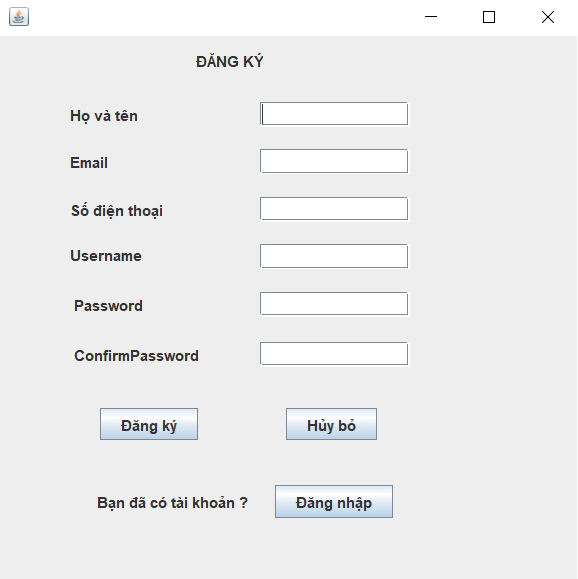 ĐĂNG KÝ
Họ và tên
Email
Số điện thoại
Username
Password
ConfirmPassword
Đăng ký Hủy bỏ
Bạn đã có tài khoản ? Đăng nhập